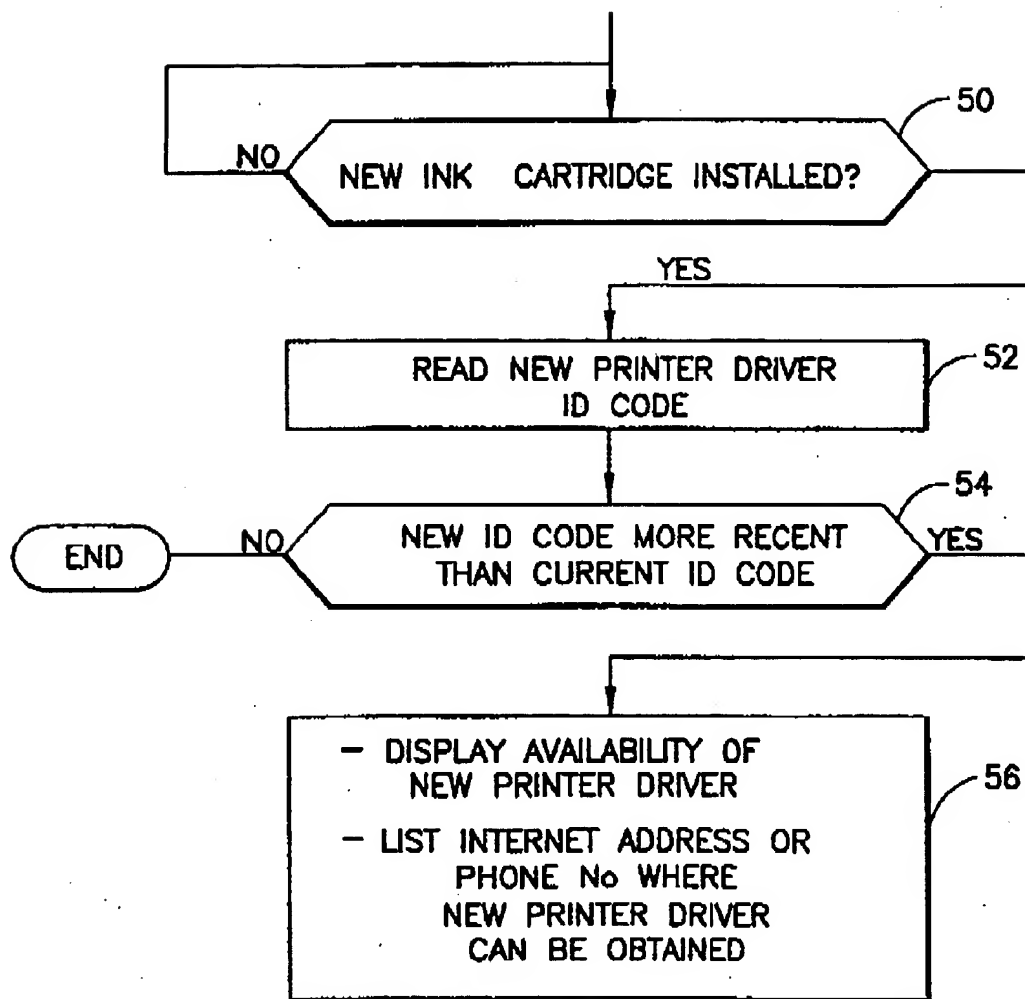 50
NO
NEW INK CARTRIDGE INSTALLED?
YES
READ NEW PRINTER DRIVER
ID CODE
52
54
END
NO
NEW ID CODE MORE RECENT
THAN CURRENT ID CODE
YES
– DISPLAY AVAILABILITY OF
NEW PRINTER DRIVER
– LIST INTERNET ADDRESS OR
PHONE No WHERE
NEW PRINTER DRIVER
CAN BE OBTAINED
56